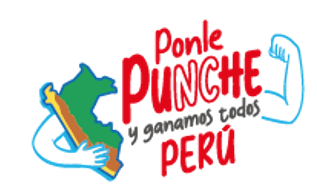 Ponle
PUNCHE
y ganamos todos
PERÚ